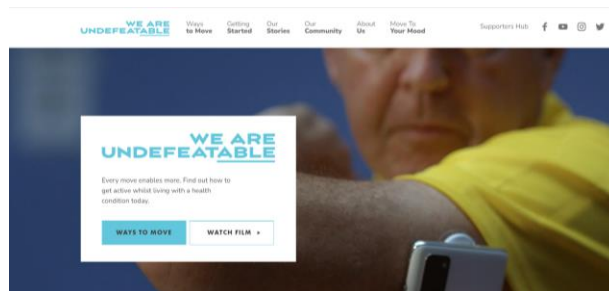 WE ARE
UNDEFEATABLE
Ways
to Move
Getting
Started
Our
Stories
Our
Community
About
Us
Move To
Your Mood
Supporters Hub
WE ARE
UNDEFEATABLE
Every move enables more. Find out how to
get active whilst living with a health
condition today.
WAYS TO MOVE
WATCH FILM